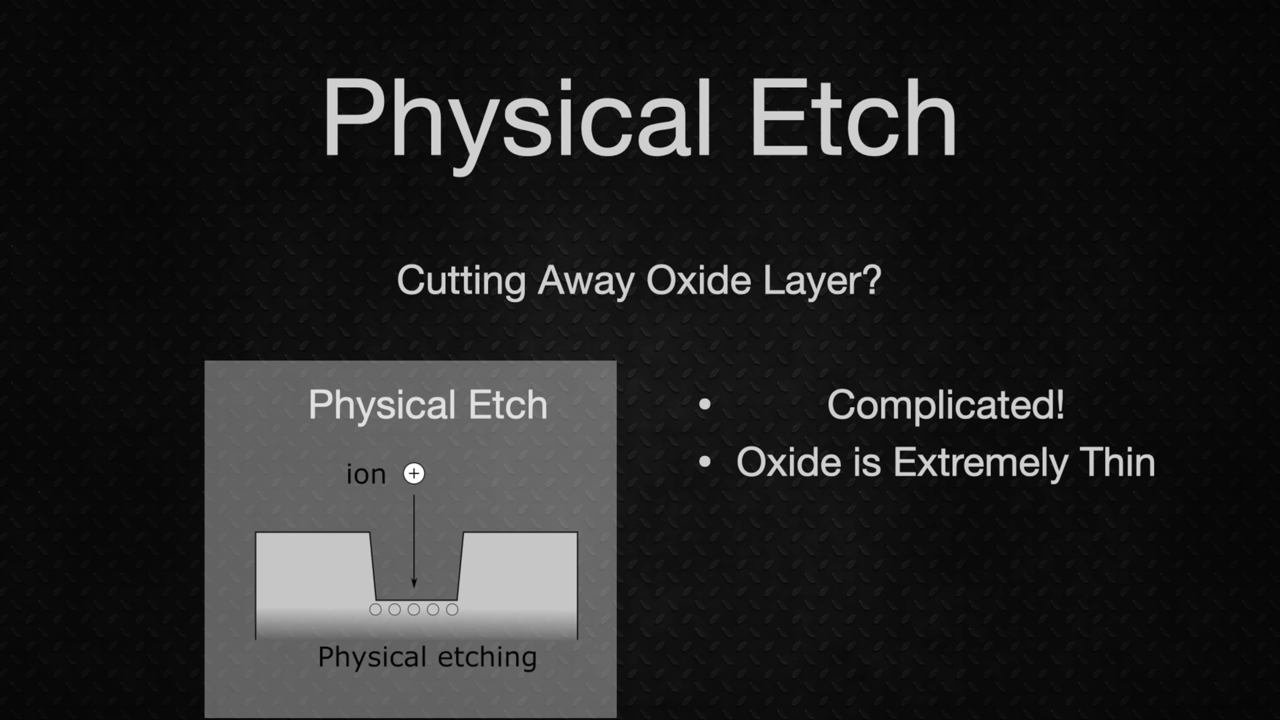 Physical Etch
Cutting Away Oxide Layer?
Physical Etch
ion +
Physical etching
• Complicated!
• Oxide is Extremely Thin